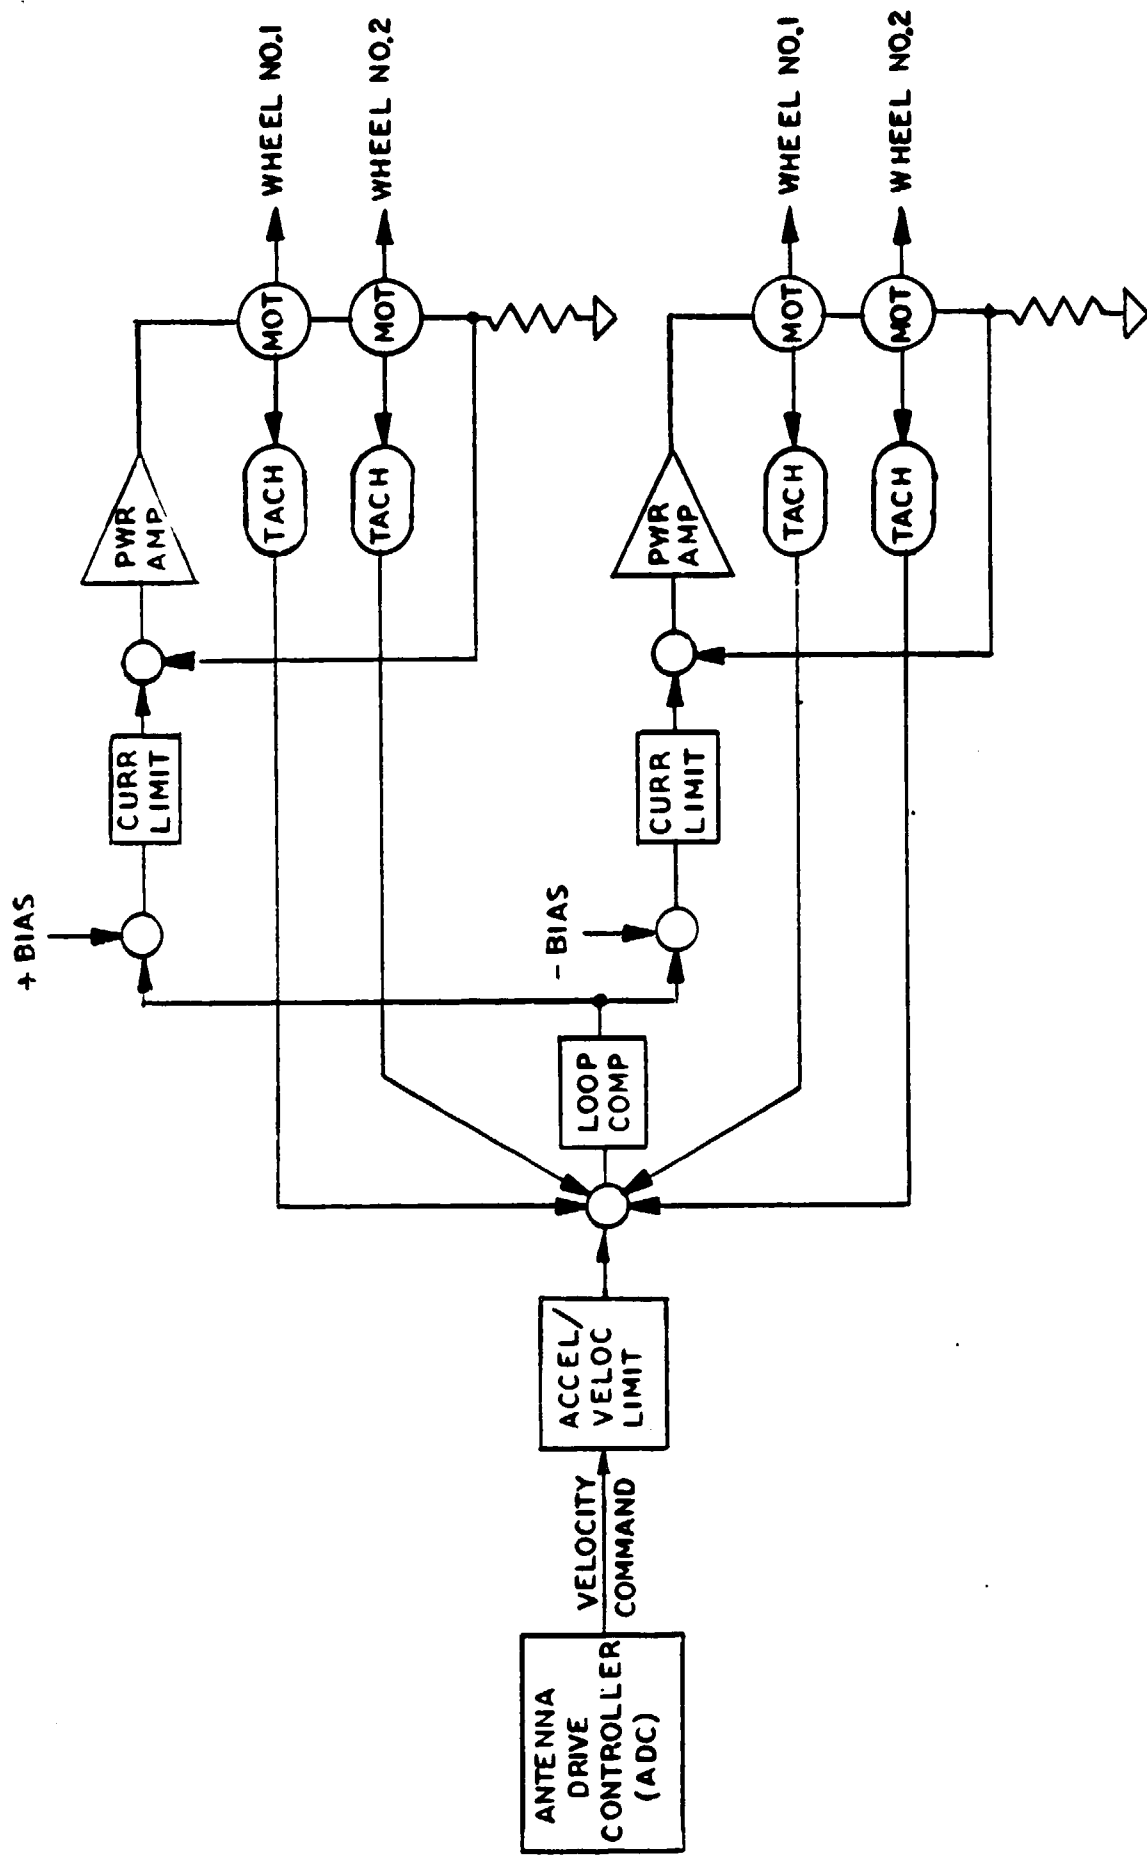 ANTENNA
DRIVE
CONTROLLER
(ADC)
VELOCITY
COMMAND
ACCEL/
VELOC
LIMIT
LOOP
COMP
+ BIAS
CURR
LIMIT
PWR
AMP
TACH
MOT
WHEEL NO.1
TACH
MOT
WHEEL NO.2
- BIAS
CURR
LIMIT
PWR
AMP
TACH
MOT
WHEEL NO.1
TACH
MOT
WHEEL NO.2